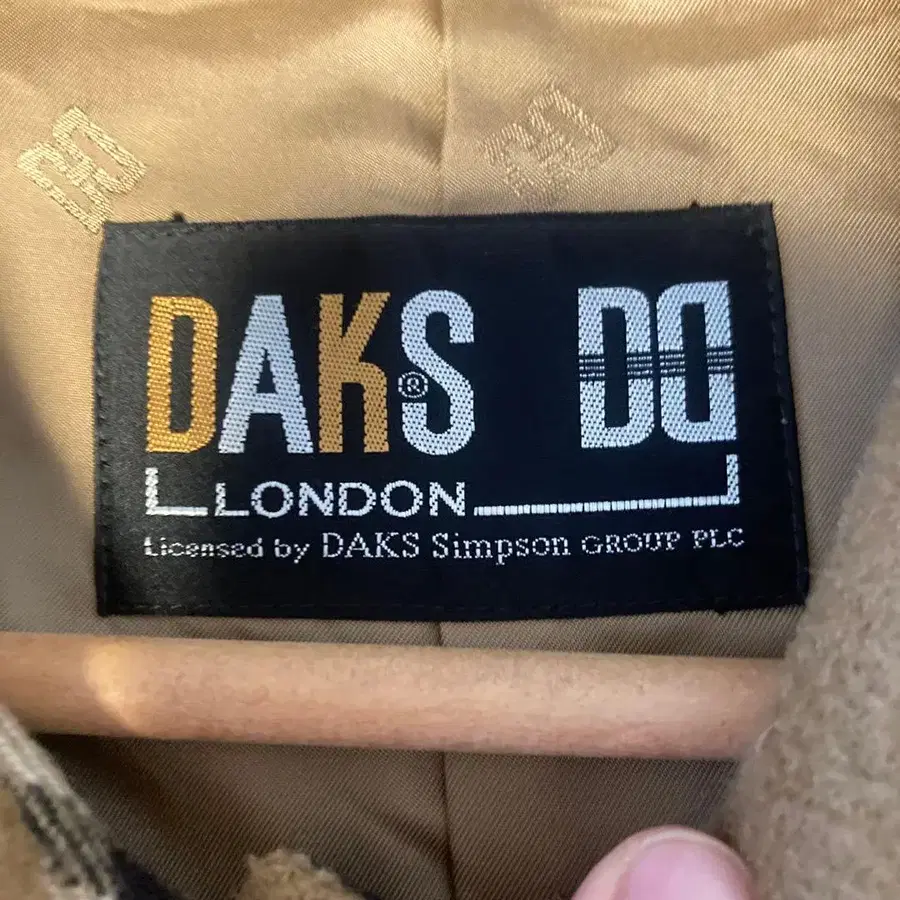 DAKS® DD
LONDON
Licensed by DAKS Simpson GROUP PLC